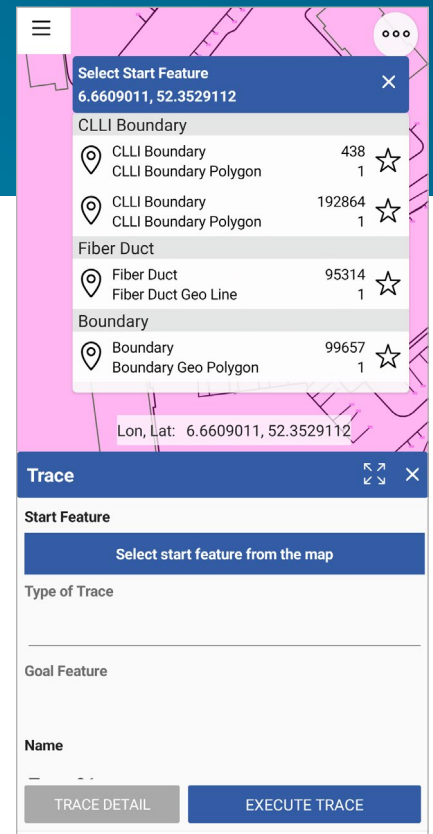 Select Start Feature
6.6609011, 52.3529112
CLLI Boundary
CLLI Boundary 438
CLLI Boundary Polygon 1
CLLI Boundary 192864
CLLI Boundary Polygon 1
Fiber Duct
Fiber Duct 95314
Fiber Duct Geo Line 1
Boundary
Boundary 99657
Boundary Geo Polygon 1
Lon, Lat: 6.6609011, 52.3529112
Trace
Start Feature
Select start feature from the map
Type of Trace
Goal Feature
Name
TRACE DETAIL EXECUTE TRACE